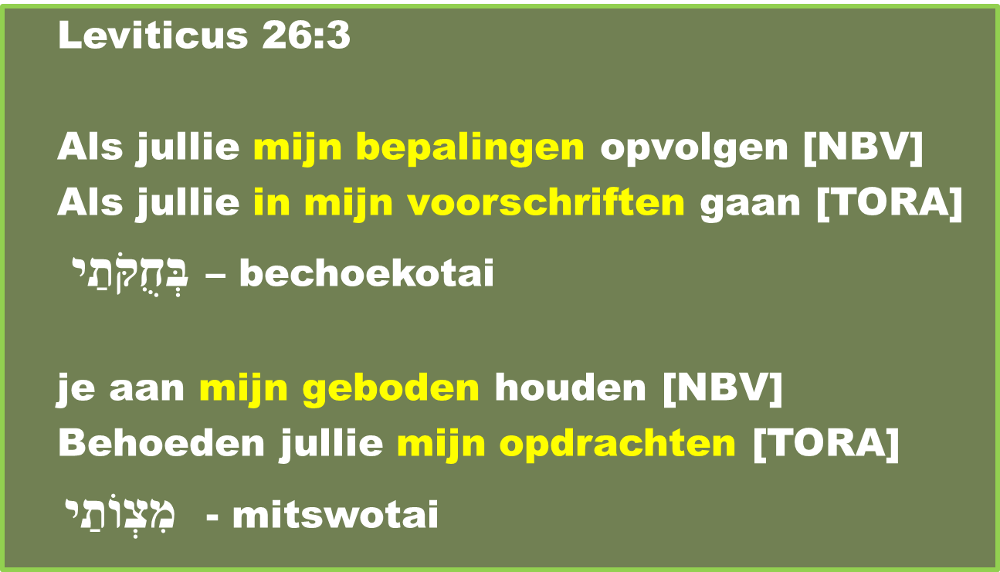 Leviticus 26:3
Als jullie mijn bepalingen opvolgen [NBV]
Als jullie in mijn voorschriften gaan [TORA]
בְּחֻקֹּתַי – bechoekotai
je aan mijn geboden houden [NBV]
Behoeden jullie mijn opdrachten [TORA]
מִצְוֹתַי - mitswotai